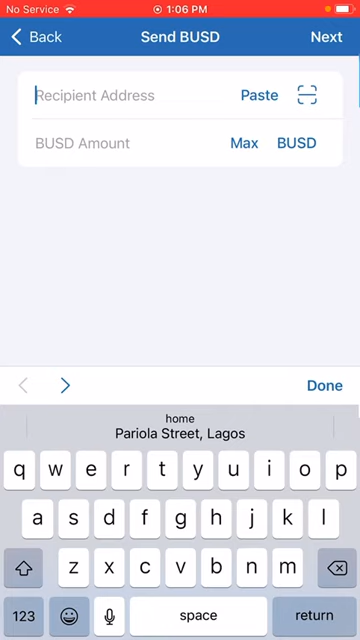 No Service 1:06 PM
Back Send BUSD Next
Recipient Address Paste
BUSD Amount Max BUSD
Done
home
Pariola Street, Lagos
q w e r t y u i o p
a s d f g h j k l
z x c v b n m
123 space return